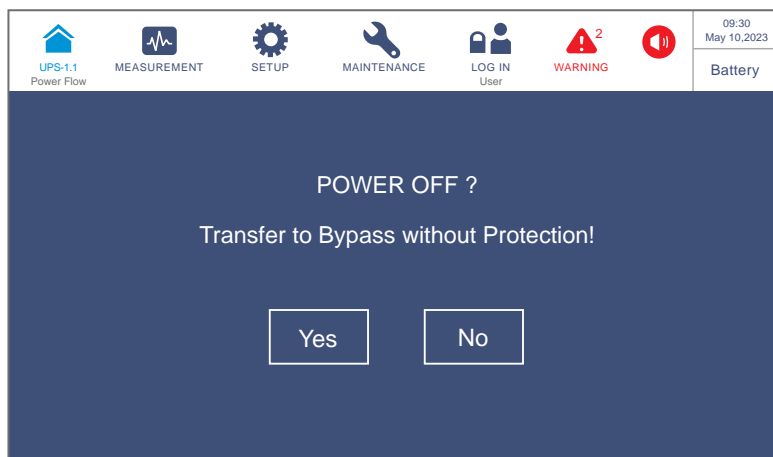 UPS-1.1
Power Flow
MEASUREMENT
SETUP
MAINTENANCE
LOG IN
User
2
WARNING
09:30
May 10,2023
Battery
POWER OFF ?
Transfer to Bypass without Protection!
Yes
No